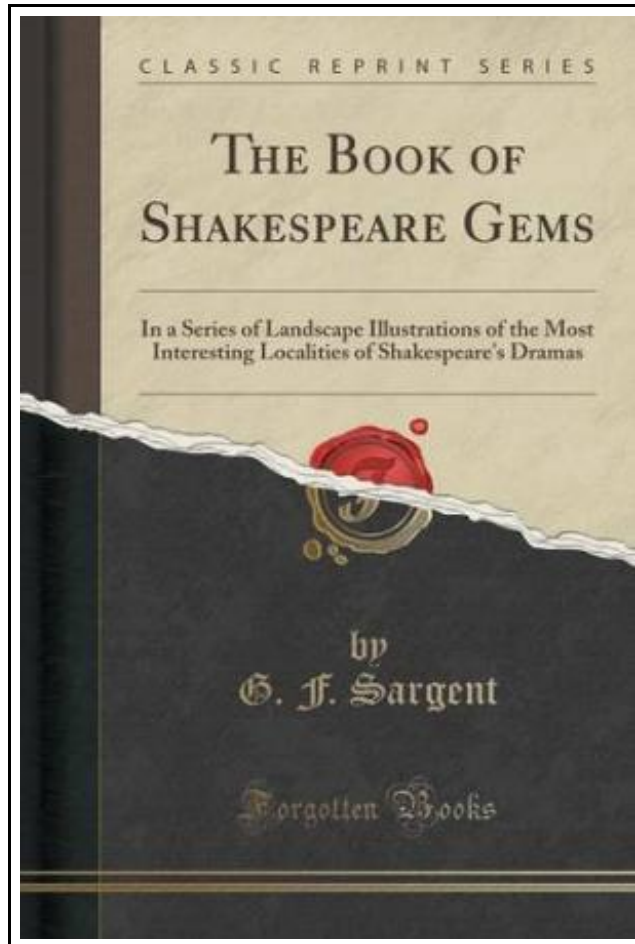 CLASSIC REPRINT SERIES
THE BOOK OF
SHAKESPEARE GEMS
In a Series of Landscape Illustrations of the Most
Interesting Localities of Shakespeare's Dramas
by
G. F. Sargent
Forgotten Books